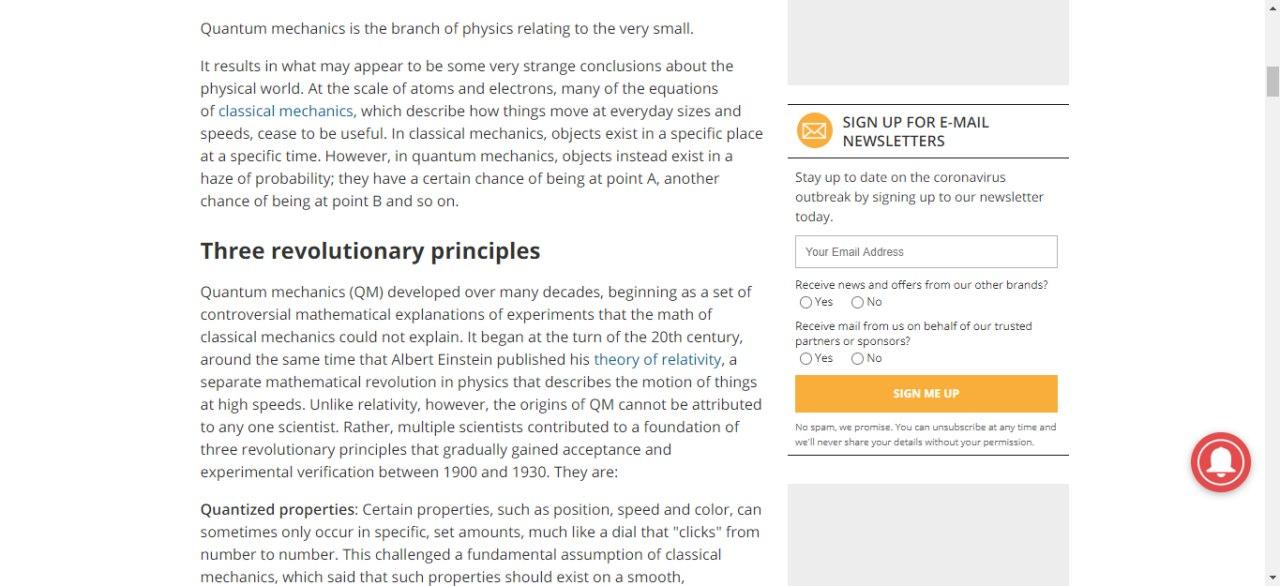 Quantum mechanics is the branch of physics relating to the very small.
It results in what may appear to be some very strange conclusions about the
physical world. At the scale of atoms and electrons, many of the equations
of classical mechanics, which describe how things move at everyday sizes and
speeds, cease to be useful. In classical mechanics, objects exist in a specific place
at a specific time. However, in quantum mechanics, objects instead exist in a
haze of probability; they have a certain chance of being at point A, another
chance of being at point B and so on.
Three revolutionary principles
Quantum mechanics (QM) developed over many decades, beginning as a set of
controversial mathematical explanations of experiments that the math of
classical mechanics could not explain. It began at the turn of the 20th century,
around the same time that Albert Einstein published his theory of relativity, a
separate mathematical revolution in physics that describes the motion of things
at high speeds. Unlike relativity, however, the origins of QM cannot be attributed
to any one scientist. Rather, multiple scientists contributed to a foundation of
three revolutionary principles that gradually gained acceptance and
experimental verification between 1900 and 1930. They are:
Quantized properties: Certain properties, such as position, speed and color, can
sometimes only occur in specific, set amounts, much like a dial that "clicks" from
number to number. This challenged a fundamental assumption of classical
mechanics, which said that such properties should exist on a smooth,
SIGN UP FOR E-MAIL
NEWSLETTERS
Stay up to date on the coronavirus
outbreak by signing up to our newsletter
today.
Your Email Address
Receive news and offers from our other brands?
Yes No
Receive mail from us on behalf of our trusted
partners or sponsors?
Yes No
SIGN ME UP
No spam, we promise. You can unsubscribe at any time and
we'll never share your details without your permission.